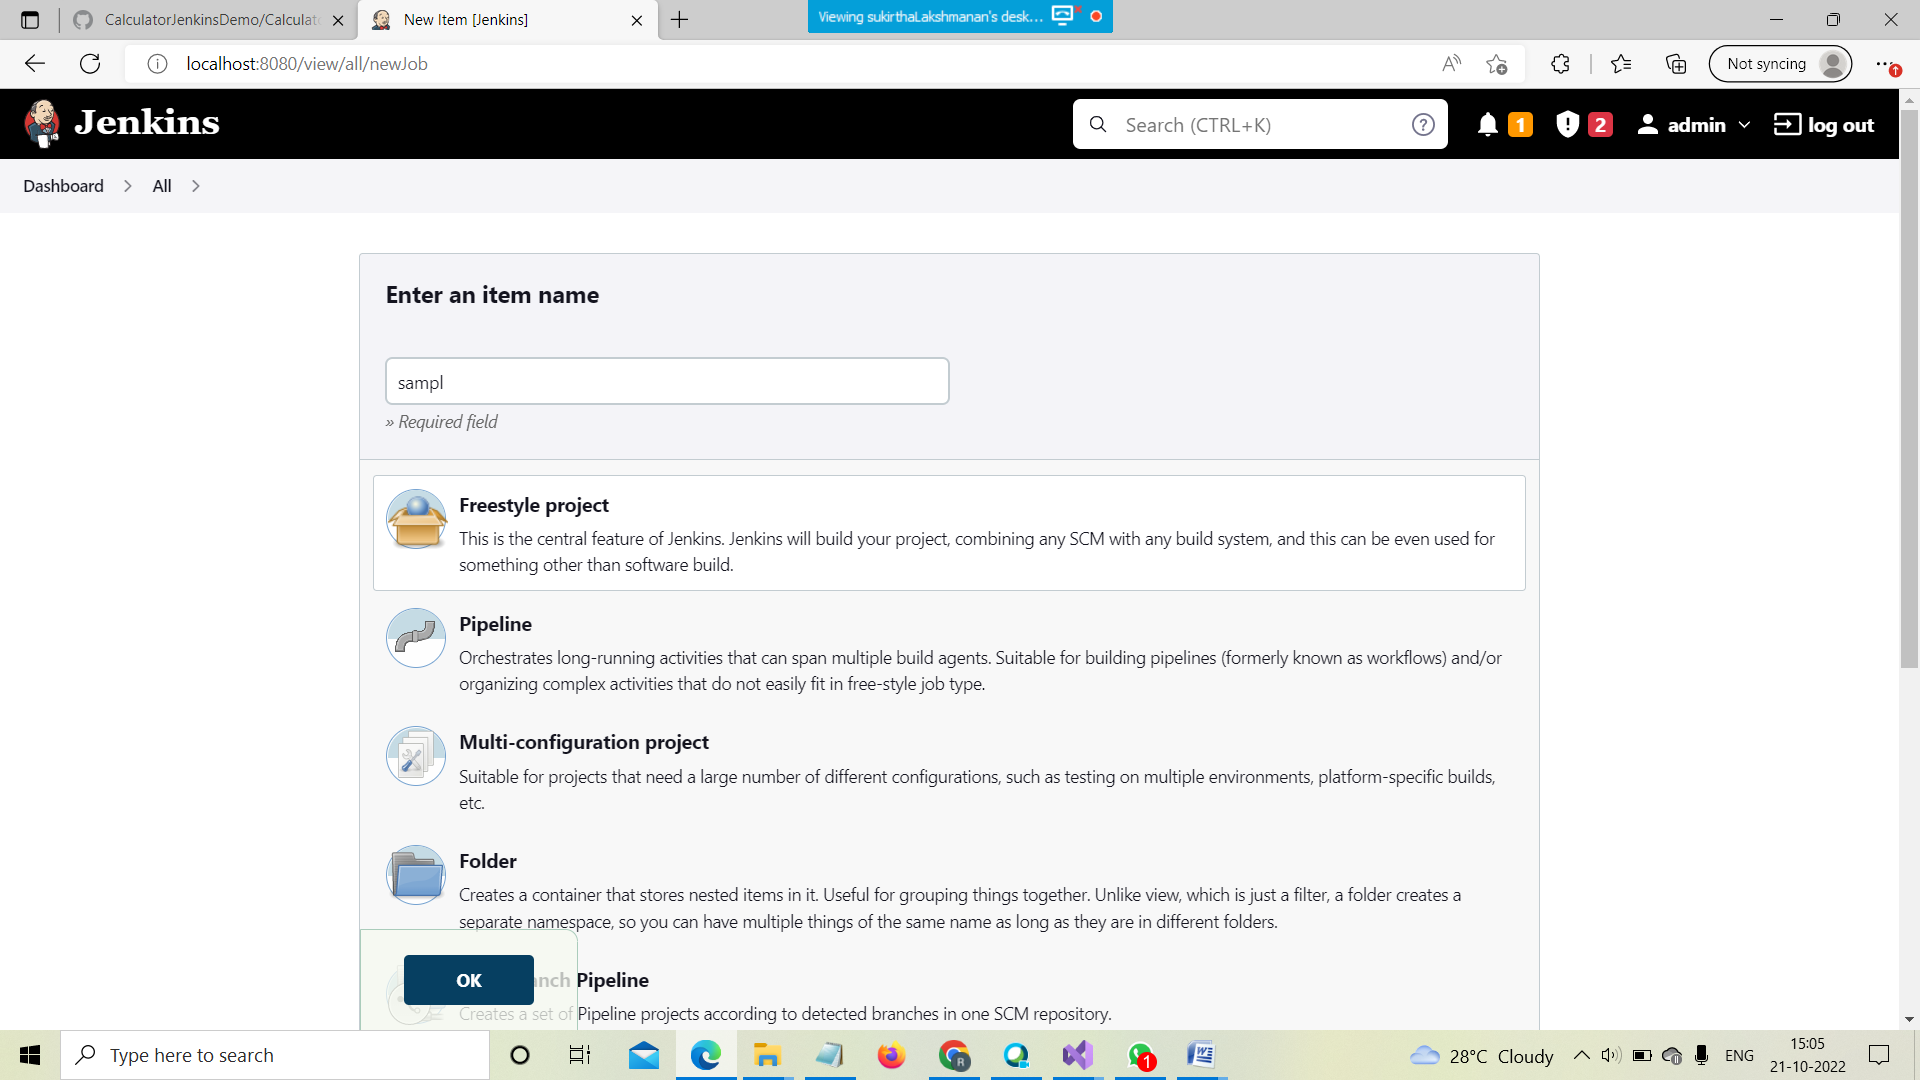 CalculatorJenkinsDemo/Calculat
New Item [Jenkins]
Viewing sukirthaLakshmanan's desk...
localhost:8080/view/all/newJob
Not syncing
Jenkins
Search (CTRL+K)
1
2
admin
log out
Dashboard
All
Enter an item name
sampl
» Required field
Freestyle project
This is the central feature of Jenkins. Jenkins will build your project, combining any SCM with any build system, and this can be even used for
something other than software build.
Pipeline
Orchestrates long-running activities that can span multiple build agents. Suitable for building pipelines (formerly known as workflows) and/or
organizing complex activities that do not easily fit in free-style job type.
Multi-configuration project
Suitable for projects that need a large number of different configurations, such as testing on multiple environments, platform-specific builds,
etc.
Folder
Creates a container that stores nested items in it. Useful for grouping things together. Unlike view, which is just a filter, a folder creates a
separate namespace, so you can have multiple things of the same name as long as they are in different folders.
OK
nch Pipeline
Creates a set of Pipeline projects according to detected branches in one SCM repository.
Type here to search
R
1
28°C Cloudy
ENG
15:05
21-10-2022